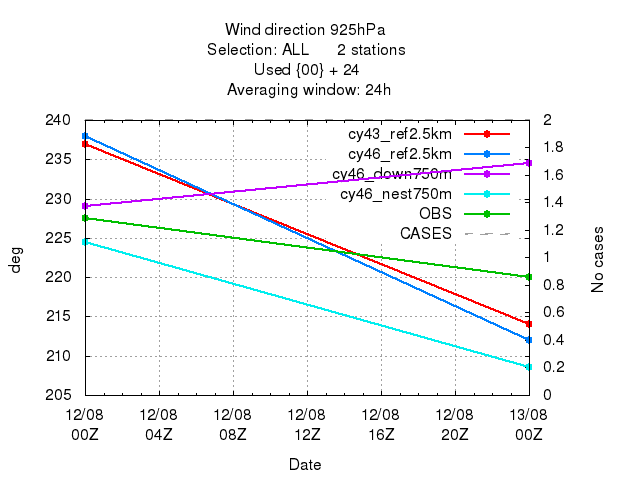 Wind direction 925hPa
Selection: ALL 2 stations
Used {00} + 24
Averaging window: 24h
240
235
230
225
220
215
210
205
deg
2
1.8
1.6
1.4
1.2
1
0.8
0.6
0.4
0.2
0
No cases
cy43_ref2.5km
cy46_ref2.5km
cy46_down750m
cy46_nest750m
OBS
CASES
12/08 12/08 12/08 12/08 12/08 12/08 13/08
00Z 04Z 08Z 12Z 16Z 20Z 00Z
Date